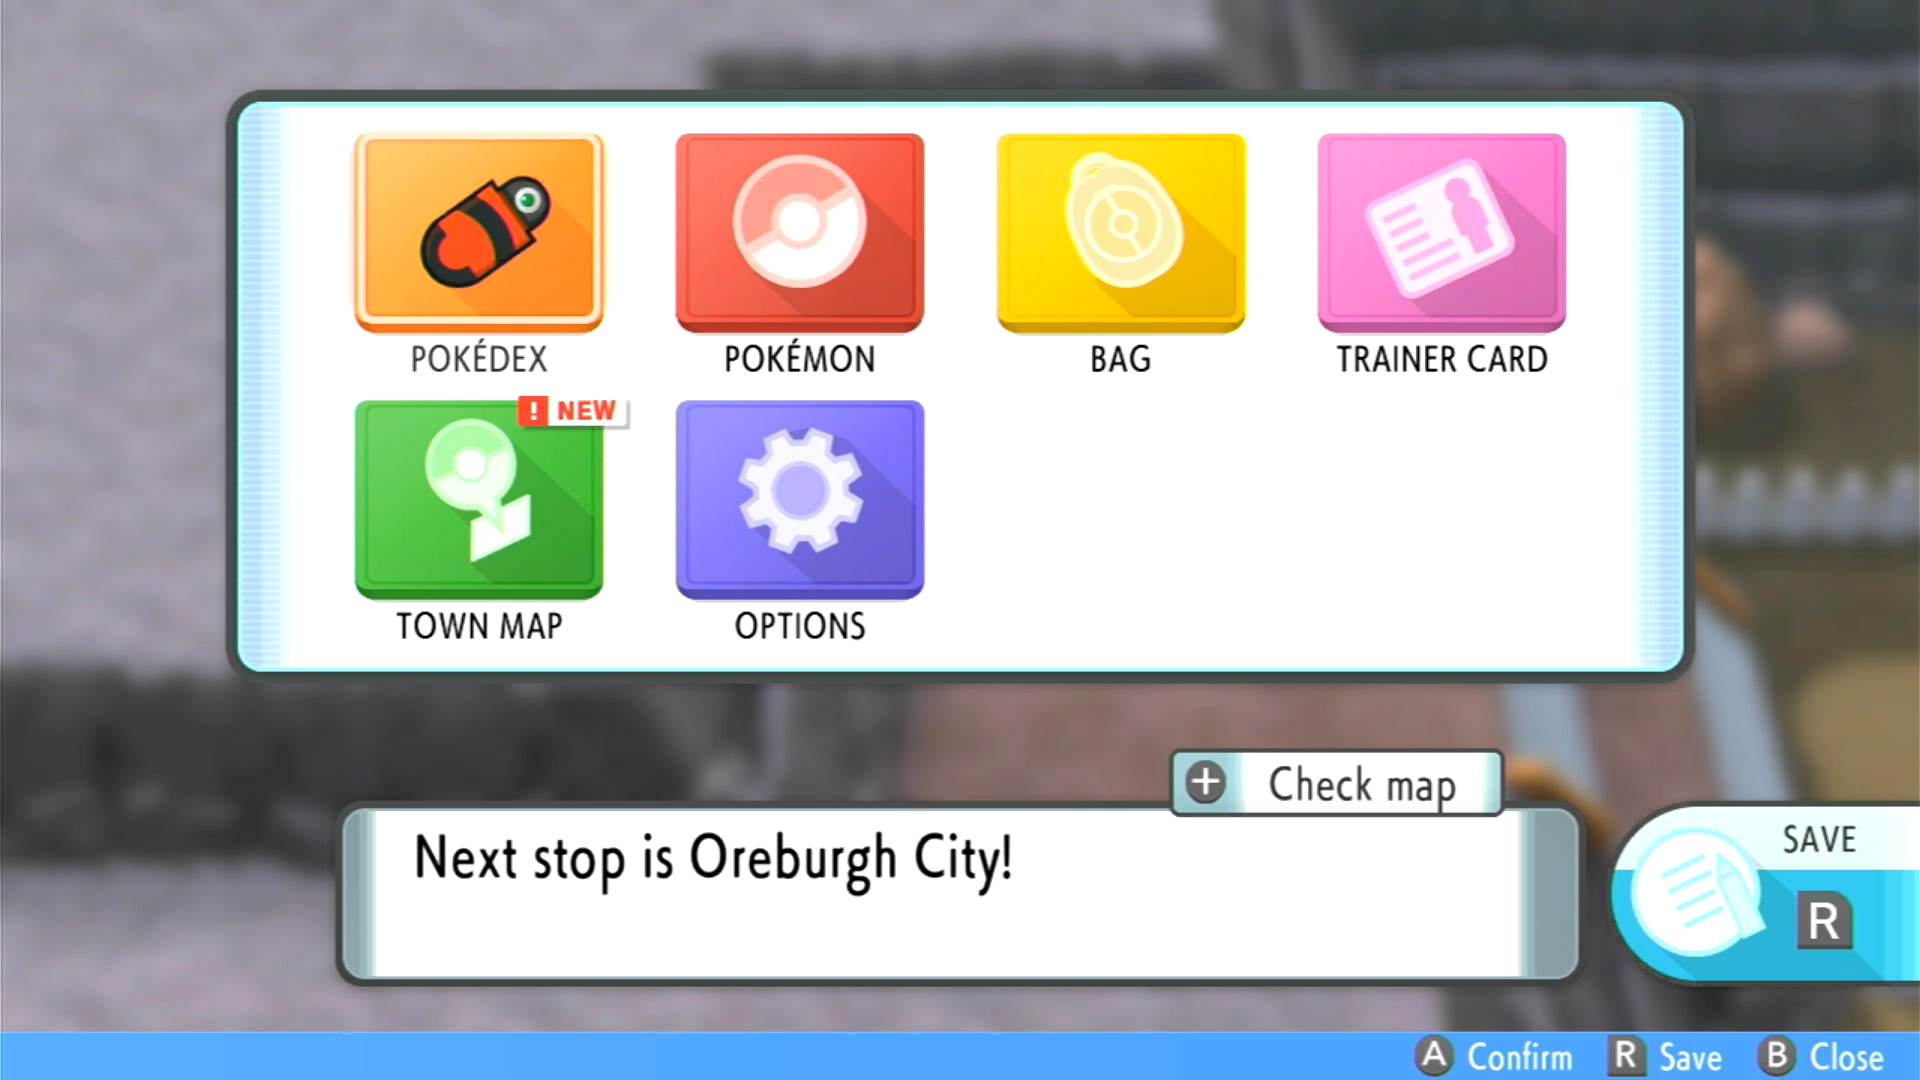 POKÉDEX
POKÉMON
BAG
TRAINER CARD
! NEW
TOWN MAP
OPTIONS
+ Check map
Next stop is Oreburgh City!
SAVE
R
A Confirm R Save B Close